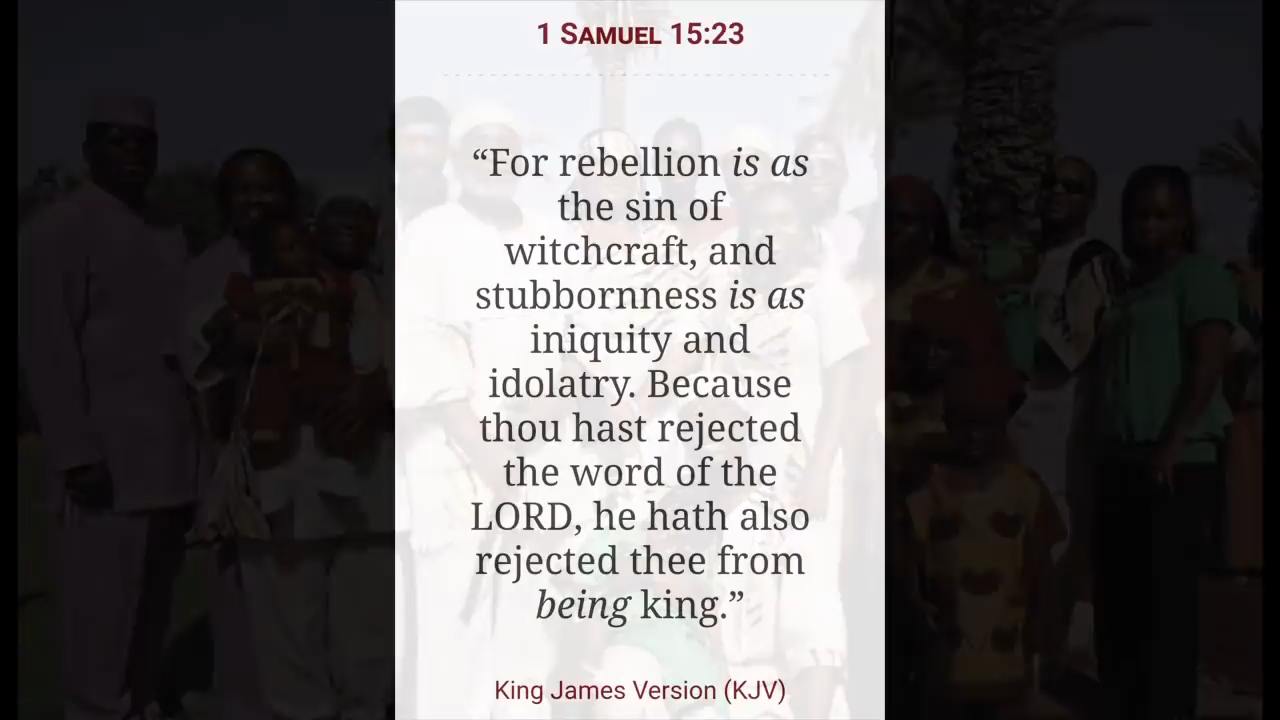 1 SAMUEL 15:23
“For rebellion is as
the sin of
witchcraft, and
stubbornness is as
iniquity and
idolatry. Because
thou hast rejected
the word of the
LORD, he hath also
rejected thee from
being king.”
King James Version (KJV)